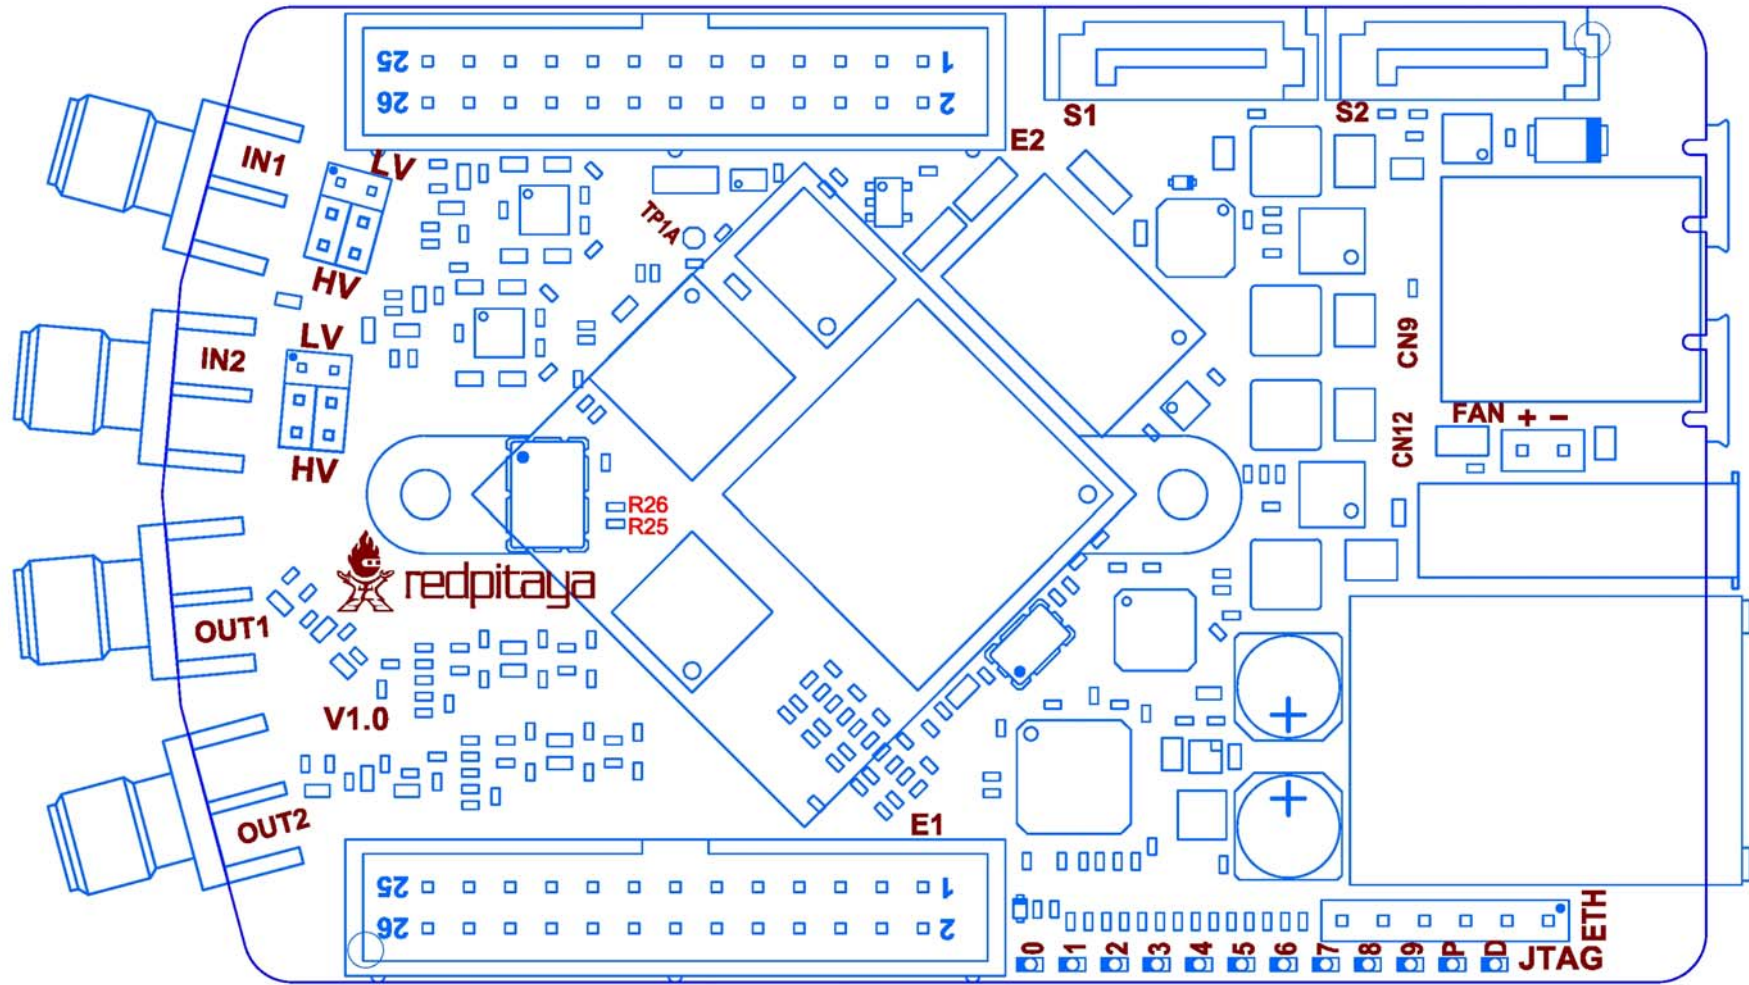 25 1
26 2
S1
S2
E2
IN1
LV
TP1A
HV
LV
IN2
CN9
FAN + −
CN12
HV
R26
R25
redpitaya
OUT1
V1.0
+
+
OUT2
E1
25 1
26 2
ETH
0 1 2 3 4 5 6 7 8 9 P D JTAG